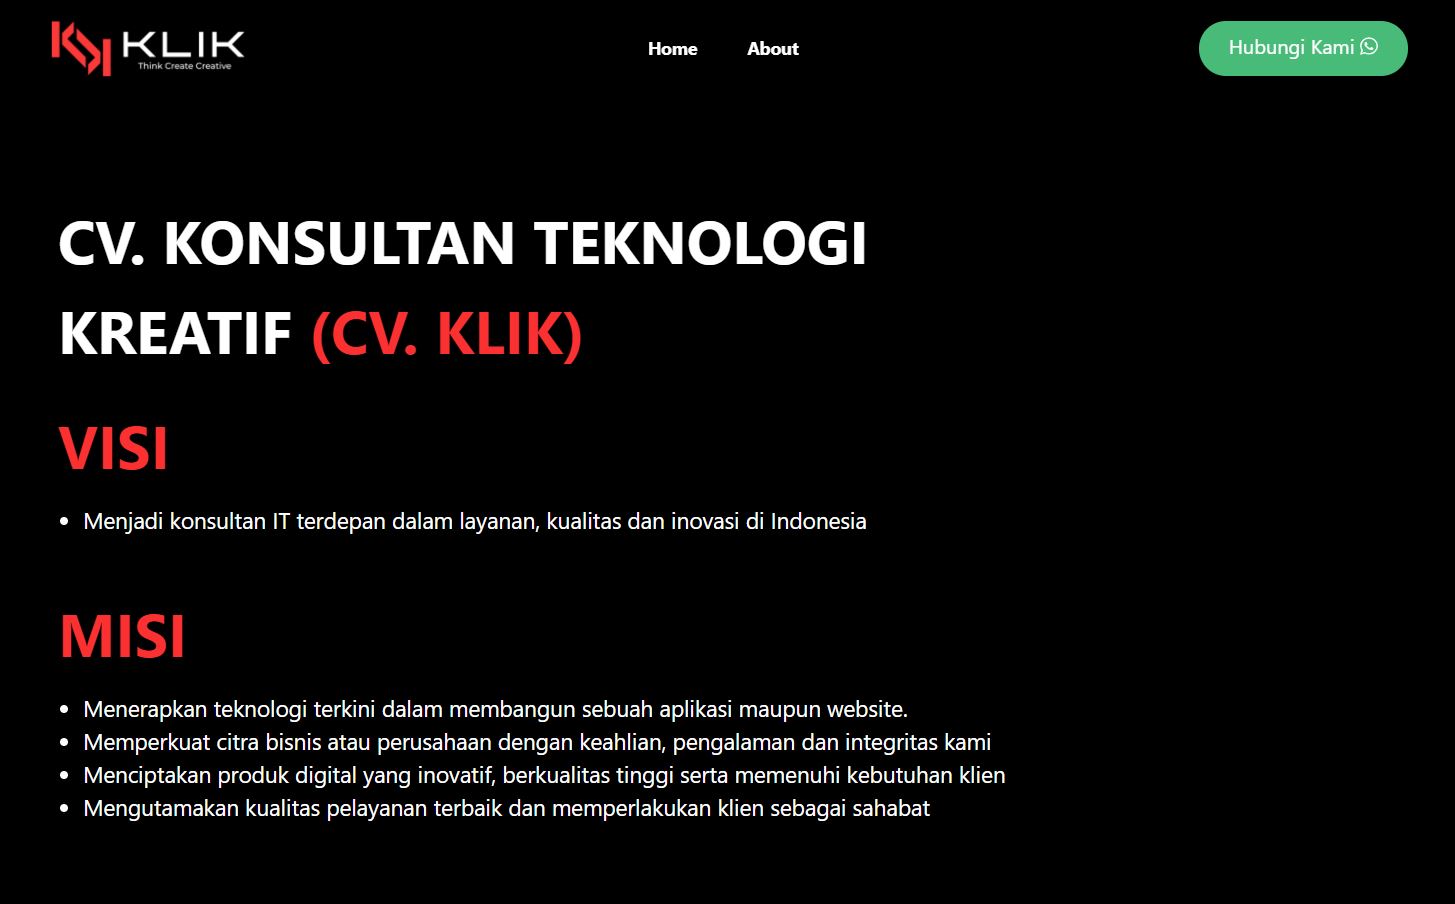 KLIK
Think Create Creative
Home
About
Hubungi Kami
CV. KONSULTAN TEKNOLOGI
KREATIF (CV. KLIK)
VISI
• Menjadi konsultan IT terdepan dalam layanan, kualitas dan inovasi di Indonesia
MISI
• Menerapkan teknologi terkini dalam membangun sebuah aplikasi maupun website.
• Memperkuat citra bisnis atau perusahaan dengan keahlian, pengalaman dan integritas kami
• Menciptakan produk digital yang inovatif, berkualitas tinggi serta memenuhi kebutuhan klien
• Mengutamakan kualitas pelayanan terbaik dan memperlakukan klien sebagai sahabat